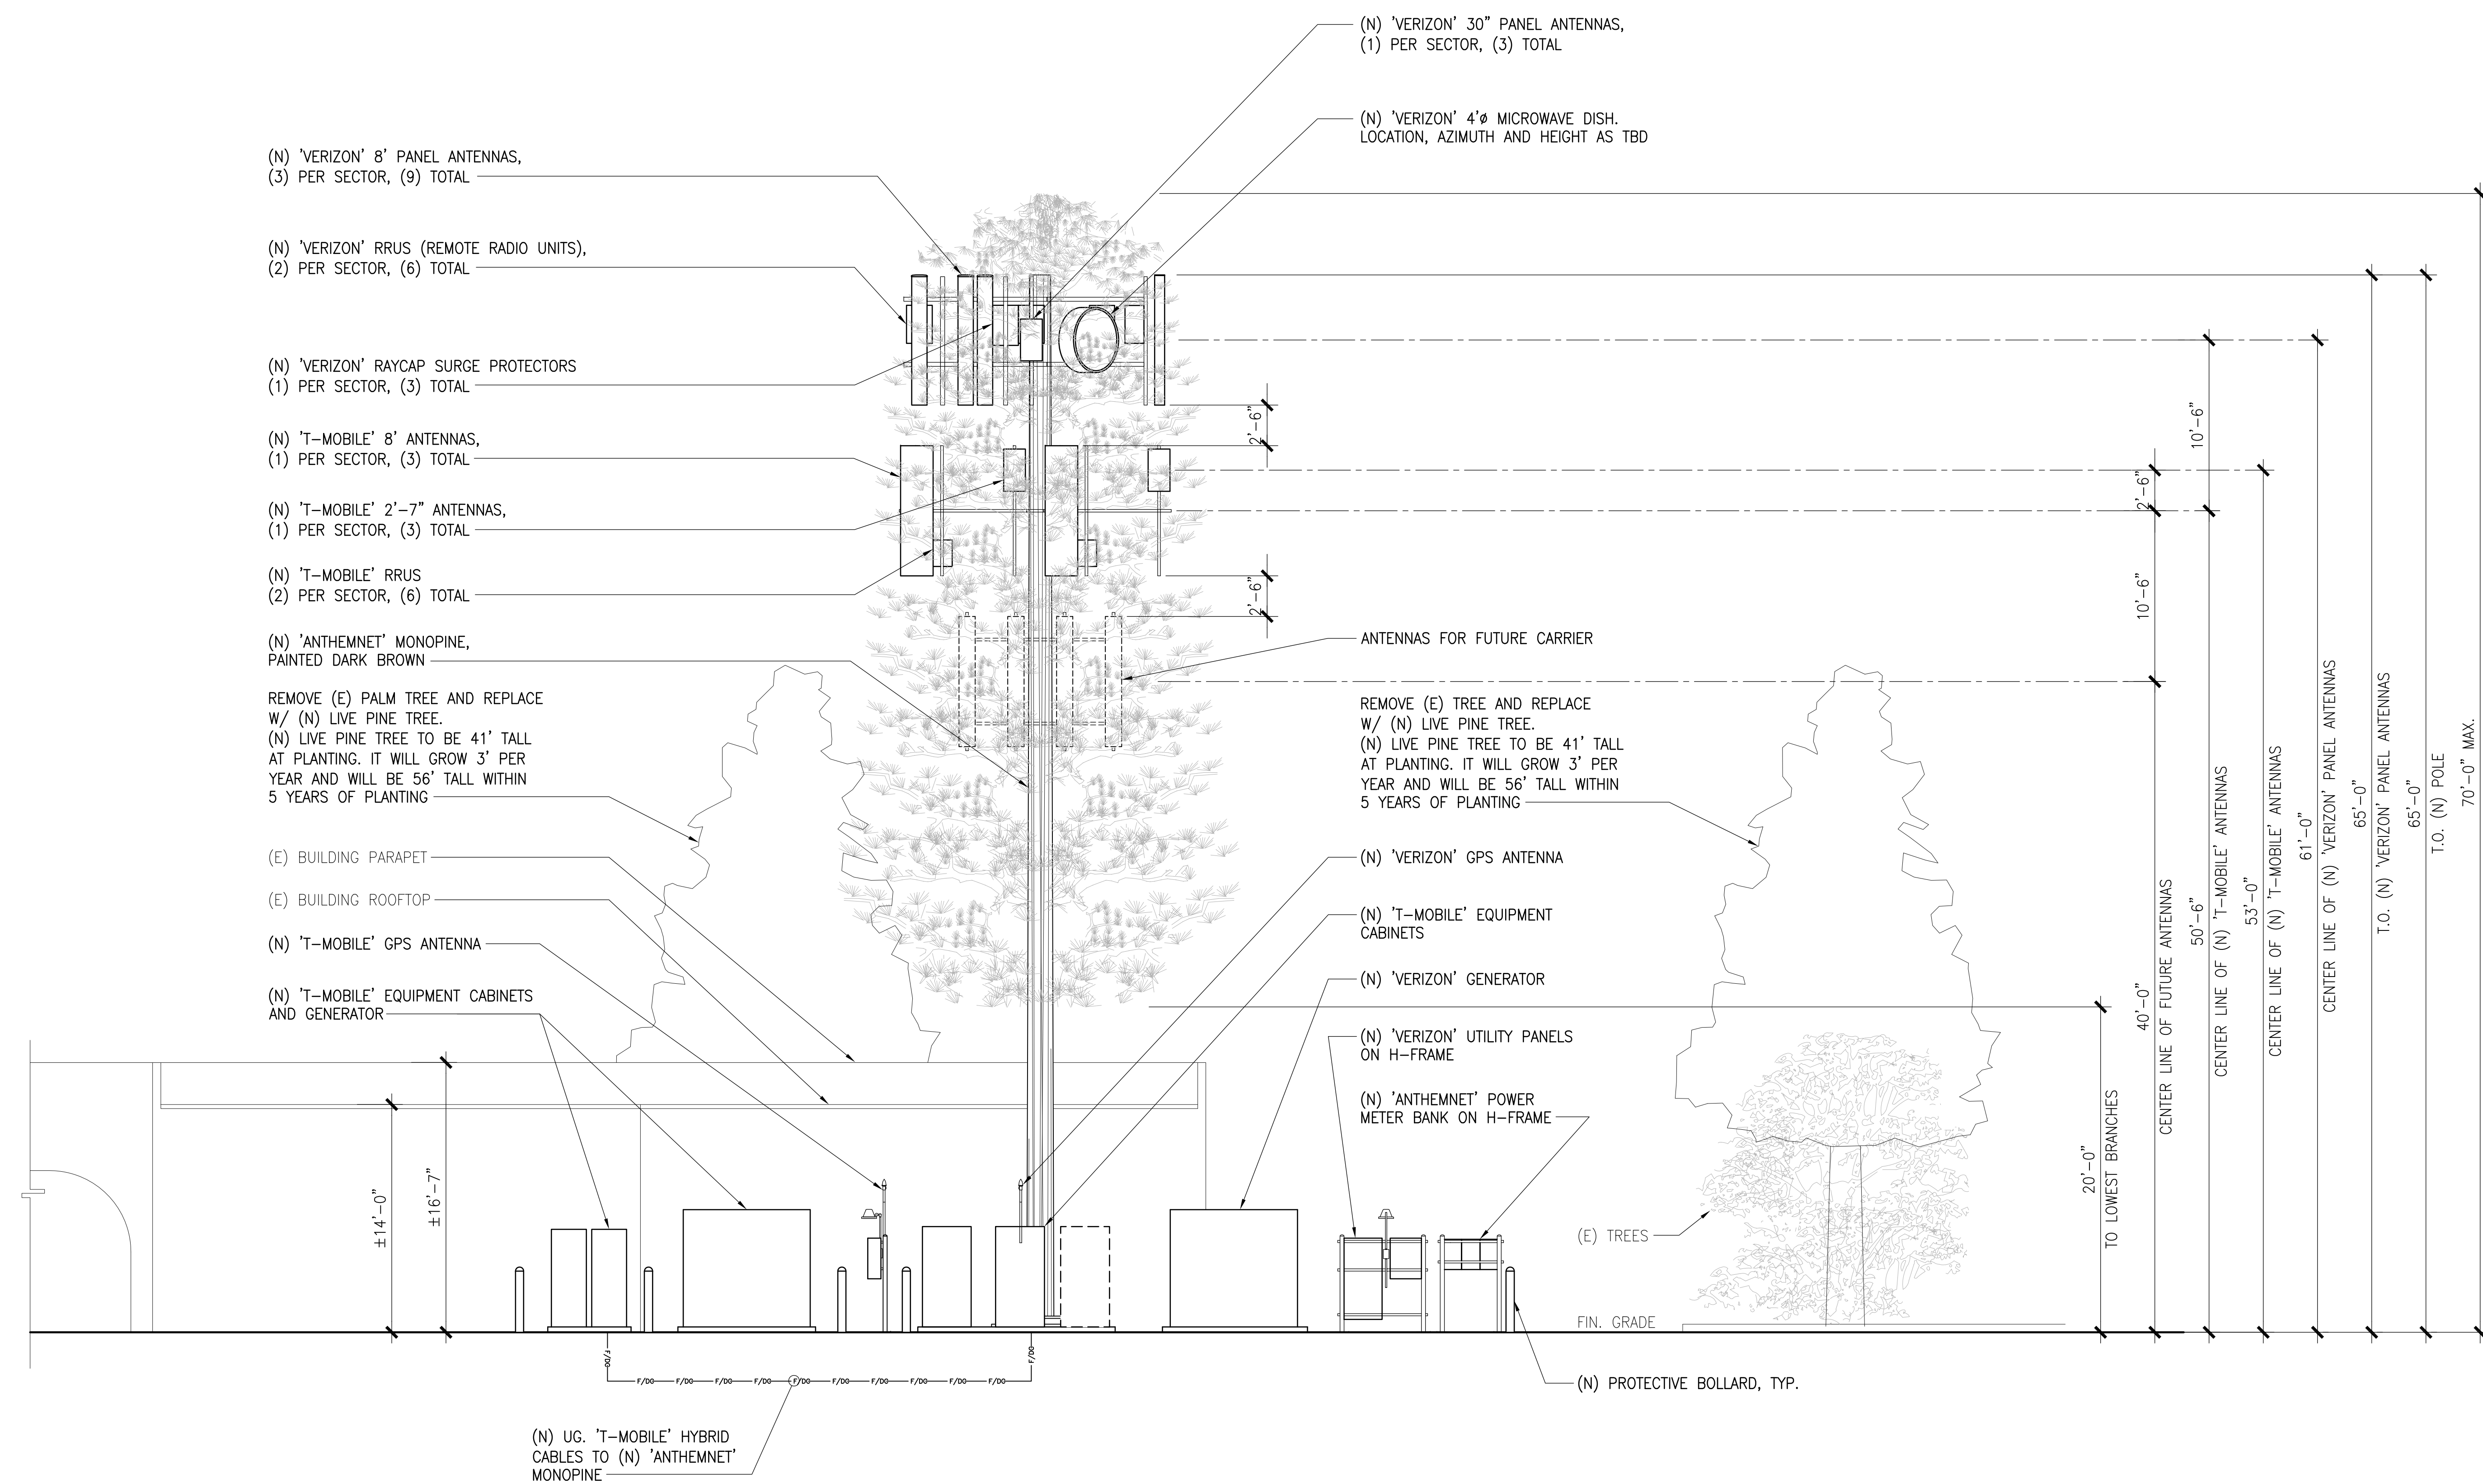 (N) 'VERIZON' 30" PANEL ANTENNAS,
(1) PER SECTOR, (3) TOTAL
(N) 'VERIZON' 4'Ø MICROWAVE DISH.
LOCATION, AZIMUTH AND HEIGHT AS TBD
(N) 'VERIZON' 8' PANEL ANTENNAS,
(3) PER SECTOR, (9) TOTAL
(N) 'VERIZON' RRUS (REMOTE RADIO UNITS),
(2) PER SECTOR, (6) TOTAL
(N) 'VERIZON' RAYCAP SURGE PROTECTORS
(1) PER SECTOR, (3) TOTAL
(N) 'T-MOBILE' 8' ANTENNAS,
(1) PER SECTOR, (3) TOTAL
(N) 'T-MOBILE' 2'-7" ANTENNAS,
(1) PER SECTOR, (3) TOTAL
(N) 'T-MOBILE' RRUS
(2) PER SECTOR, (6) TOTAL
(N) 'ANTHEMNET' MONOPINE,
PAINTED DARK BROWN
REMOVE (E) PALM TREE AND REPLACE
W/ (N) LIVE PINE TREE.
(N) LIVE PINE TREE TO BE 41' TALL
AT PLANTING. IT WILL GROW 3' PER
YEAR AND WILL BE 56' TALL WITHIN
5 YEARS OF PLANTING
(E) BUILDING PARAPET
(E) BUILDING ROOFTOP
(N) 'T-MOBILE' GPS ANTENNA
(N) 'T-MOBILE' EQUIPMENT CABINETS
AND GENERATOR
±14'-0"
±16'-7"
2'-6"
2'-6"
ANTENNAS FOR FUTURE CARRIER
REMOVE (E) TREE AND REPLACE
W/ (N) LIVE PINE TREE.
(N) LIVE PINE TREE TO BE 41' TALL
AT PLANTING. IT WILL GROW 3' PER
YEAR AND WILL BE 56' TALL WITHIN
5 YEARS OF PLANTING
(N) 'VERIZON' GPS ANTENNA
(N) 'T-MOBILE' EQUIPMENT
CABINETS
(N) 'VERIZON' GENERATOR
(N) 'VERIZON' UTILITY PANELS
ON H-FRAME
(N) 'ANTHEMNET' POWER
METER BANK ON H-FRAME
(E) TREES
FIN. GRADE
(N) PROTECTIVE BOLLARD, TYP.
20'-0"
TO LOWEST BRANCHES
10'-6"
2'-6"
40'-0"
CENTER LINE OF FUTURE ANTENNAS
10'-6"
50'-6"
CENTER LINE OF (N) 'T-MOBILE' ANTENNAS
53'-0"
CENTER LINE OF (N) 'T-MOBILE' ANTENNAS
61'-0"
CENTER LINE OF (N) 'VERIZON' PANEL ANTENNAS
65'-0"
T.O. (N) 'VERIZON' PANEL ANTENNAS
65'-0"
T.O. (N) POLE
70'-0" MAX.
F/DG
F/DG
F/DG F/DG F/DG F/DG F/DG F/DG F/DG F/DG F/DG F/DG
(N) UG. 'T-MOBILE' HYBRID
CABLES TO (N) 'ANTHEMNET'
MONOPINE